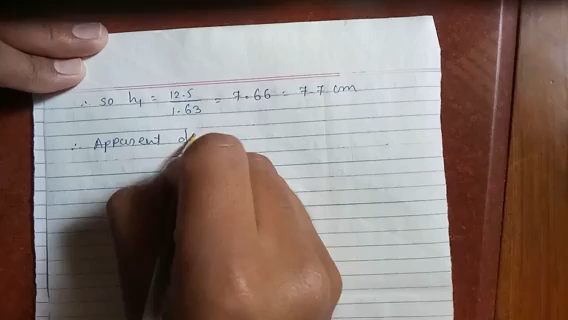 ∴ so h₁ = 12.5/1.63 = 7.66 = 7.7 cm
∴ Apparent d